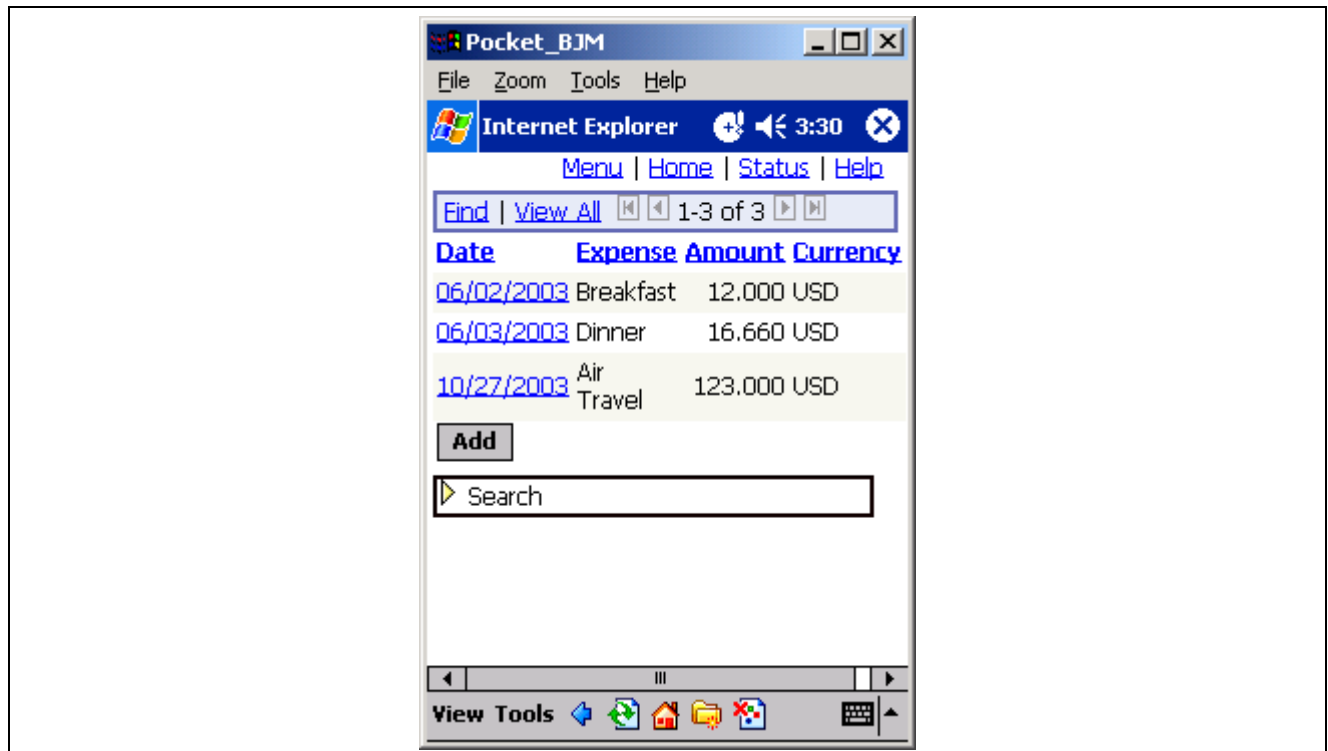 Pocket_BJM
File Zoom Tools Help
Internet Explorer 3:30
Menu | Home | Status | Help
Find | View All 1-3 of 3
Date Expense Amount Currency
06/02/2003 Breakfast 12.000 USD
06/03/2003 Dinner 16.660 USD
10/27/2003 Air Travel 123.000 USD
Add
Search
View Tools